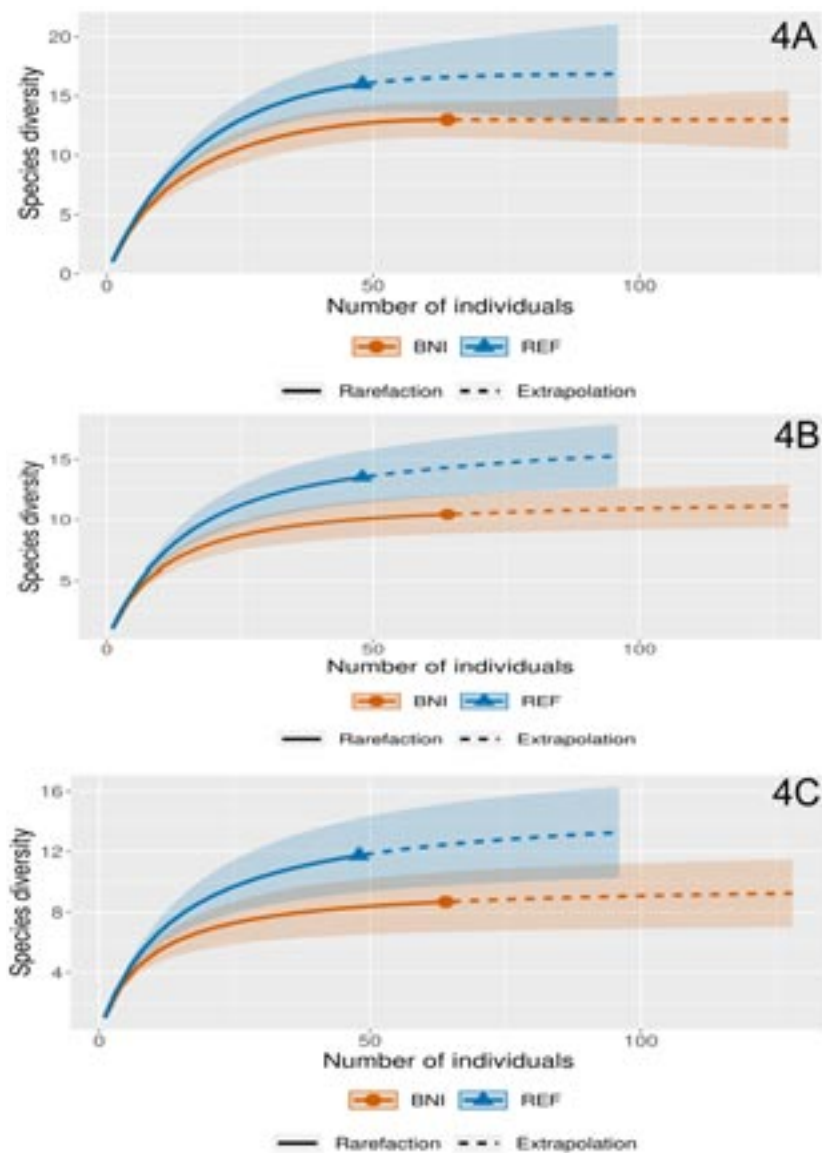 4A
Species diversity
20
15
10
5
0
0 50 100
Number of individuals
BNI REF
Rarefaction Extrapolation
4B
Species diversity
15
10
5
0 50 100
Number of individuals
BNI REF
Rarefaction Extrapolation
4C
Species diversity
16
12
8
4
0 50 100
Number of individuals
BNI REF
Rarefaction Extrapolation